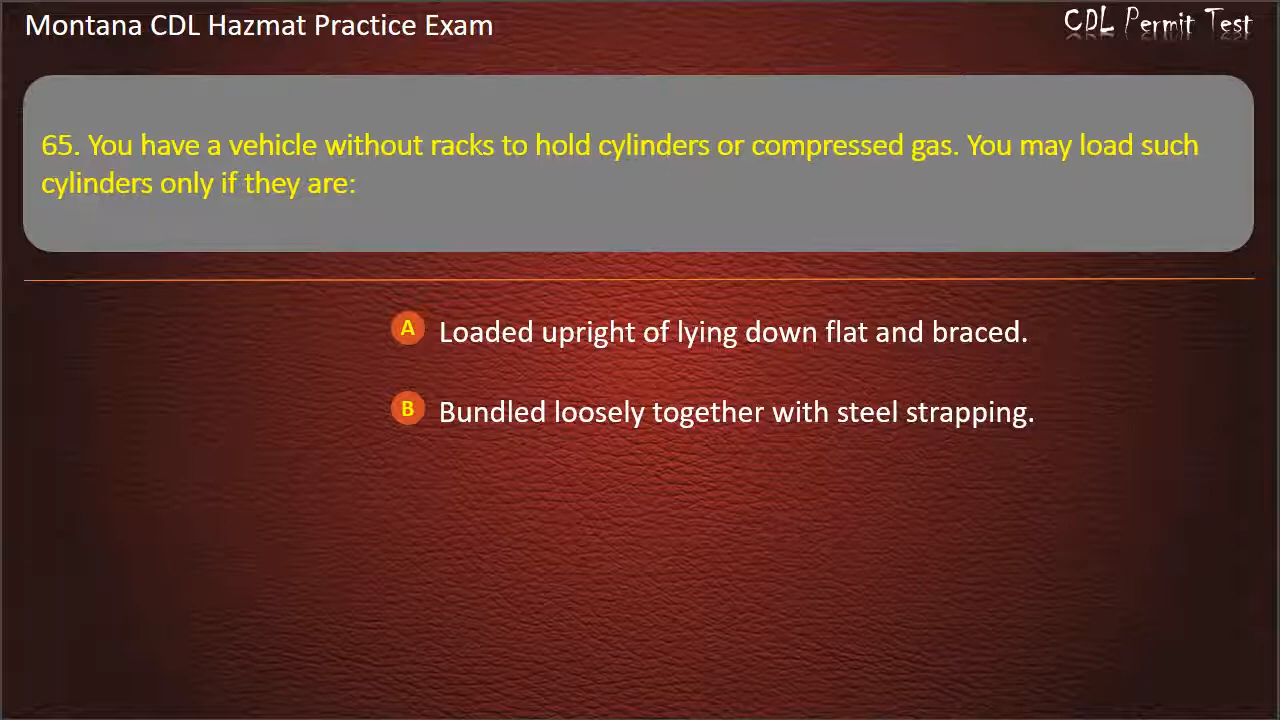 Montana CDL Hazmat Practice Exam
CDL Permit Test
65. You have a vehicle without racks to hold cylinders or compressed gas. You may load such
cylinders only if they are:
A Loaded upright of lying down flat and braced.
B Bundled loosely together with steel strapping.